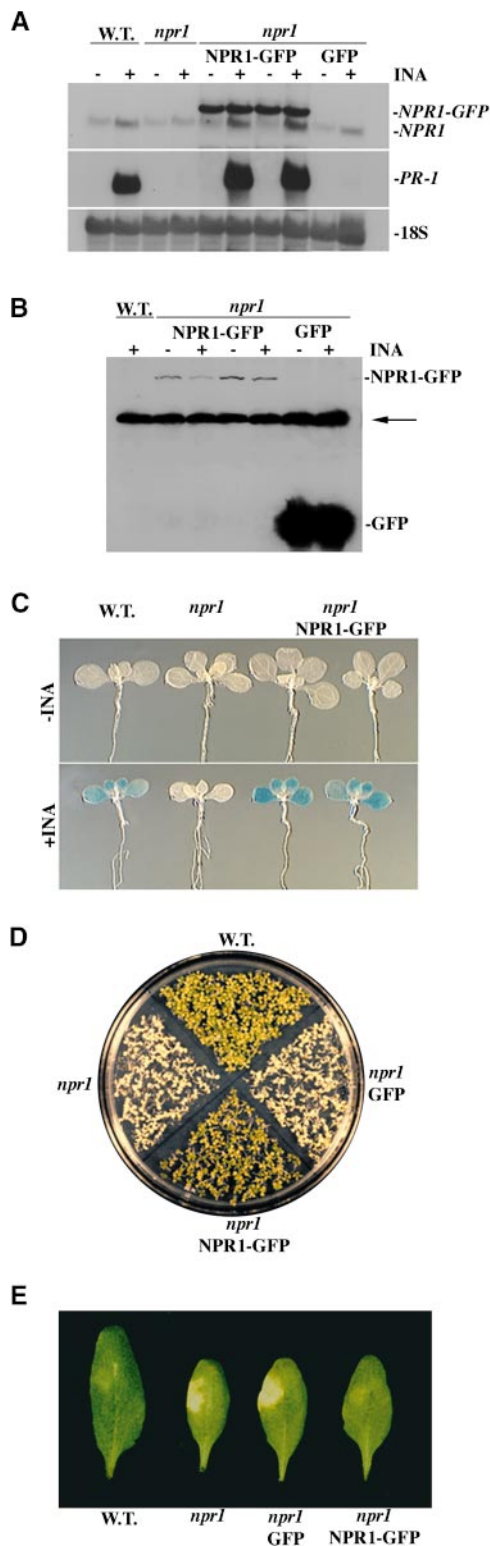 A
W.T. npr1 npr1
NPR1-GFP GFP
- + - + - + - + - + INA
-NPR1-GFP
-NPR1
-PR-1
-18S
B
W.T. npr1
NPR1-GFP GFP
+ - + - + - + INA
-NPR1-GFP
-GFP
C
W.T. npr1 npr1
NPR1-GFP
-INA
+INA
D
W.T.
npr1
npr1
GFP
npr1
NPR1-GFP
E
W.T. npr1 npr1 npr1
GFP NPR1-GFP